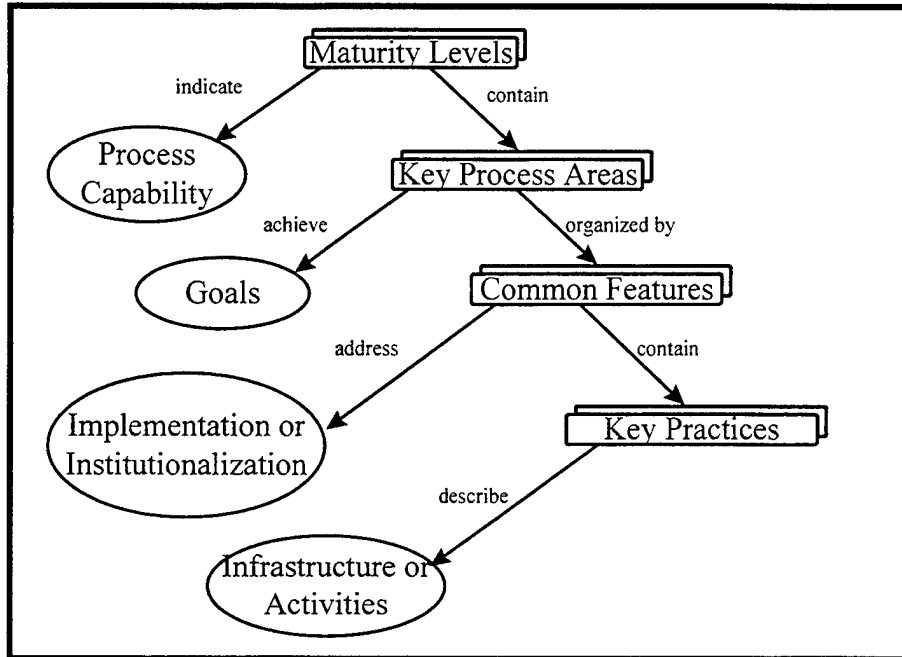 Maturity Levels
indicate
contain
Process
Capability
Key Process Areas
achieve
organized by
Goals
Common Features
address
contain
Implementation or
Institutionalization
Key Practices
describe
Infrastructure or
Activities